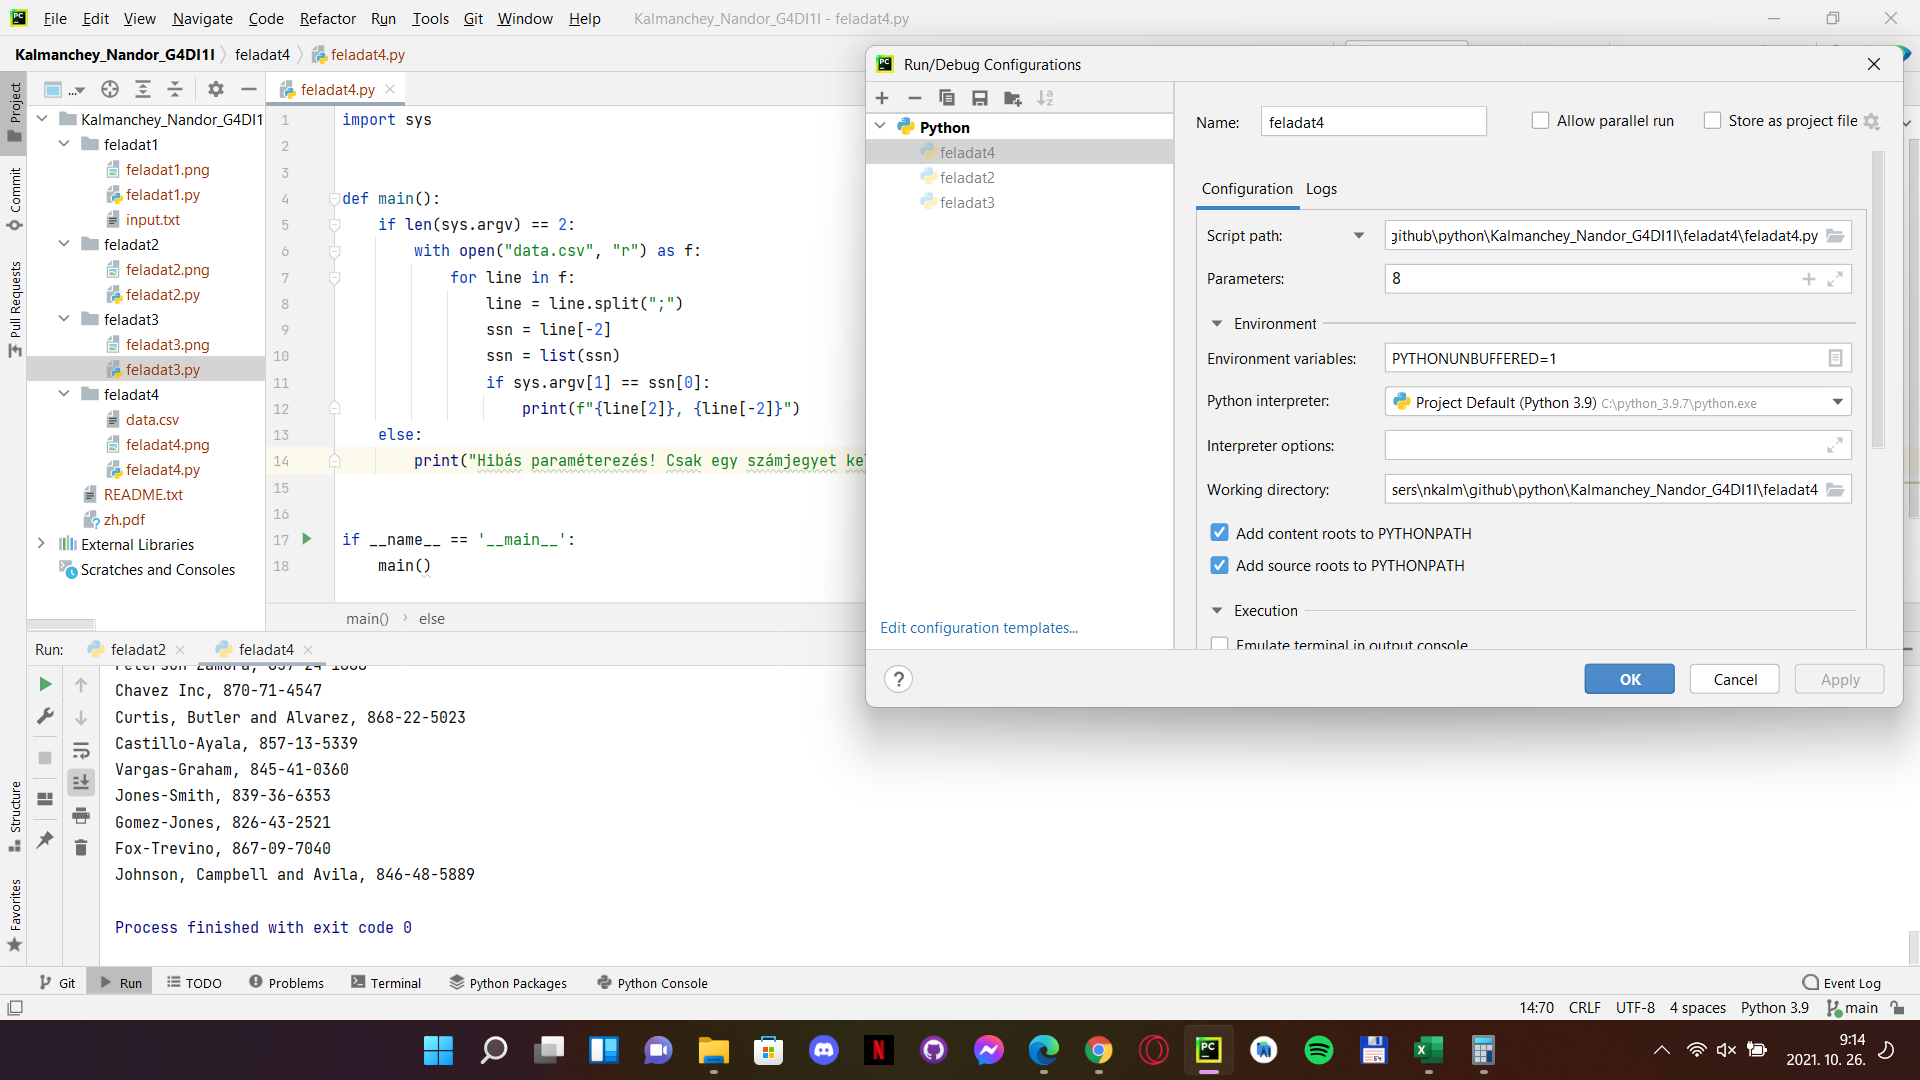 File Edit View Navigate Code Refactor Run Tools Git Window Help Kalmanchey_Nandor_G4DI1I - feladat4.py
Kalmanchey_Nandor_G4DI1I feladat4 feladat4.py
Project
Commit
Pull Requests
Structure
Favorites
...
Kalmanchey_Nandor_G4DI1
feladat1
feladat1.png
feladat1.py
input.txt
feladat2
feladat2.png
feladat2.py
feladat3
feladat3.png
feladat3.py
feladat4
data.csv
feladat4.png
feladat4.py
README.txt
zh.pdf
External Libraries
Scratches and Consoles
feladat4.py
1 import sys
2
3
4 def main():
5 if len(sys.argv) == 2:
6 with open("data.csv", "r") as f:
7 for line in f:
8 line = line.split(";")
9 ssn = line[-2]
10 ssn = list(ssn)
11 if sys.argv[1] == ssn[0]:
12 print(f"{line[2]}, {line[-2]}")
13 else:
14 print("Hibás paraméterezés! Csak egy számjegyet ke
15
16
17 if __name__ == '__main__':
18 main()
main() else
Run/Debug Configurations
Python
feladat4
feladat2
feladat3
Edit configuration templates...
Name: feladat4 Allow parallel run Store as project file
Configuration Logs
Script path: github\python\Kalmanchey_Nandor_G4DI1I\feladat4\feladat4.py
Parameters: 8
Environment
Environment variables: PYTHONUNBUFFERED=1
Python interpreter: Project Default (Python 3.9) C:\python_3.9.7\python.exe
Interpreter options:
Working directory: sers\nkalm\github\python\Kalmanchey_Nandor_G4DI1I\feladat4
Add content roots to PYTHONPATH
Add source roots to PYTHONPATH
Execution
Emulate terminal in output console
? OK Cancel Apply
Run: feladat2 feladat4
Peterson-Zamora, 897-24-1868
Chavez Inc, 870-71-4547
Curtis, Butler and Alvarez, 868-22-5023
Castillo-Ayala, 857-13-5339
Vargas-Graham, 845-41-0360
Jones-Smith, 839-36-6353
Gomez-Jones, 826-43-2521
Fox-Trevino, 867-09-7040
Johnson, Campbell and Avila, 846-48-5889
Process finished with exit code 0
Git Run TODO Problems Terminal Python Packages Python Console Event Log
14:70 CRLF UTF-8 4 spaces Python 3.9 main
9:14
2021. 10. 26.